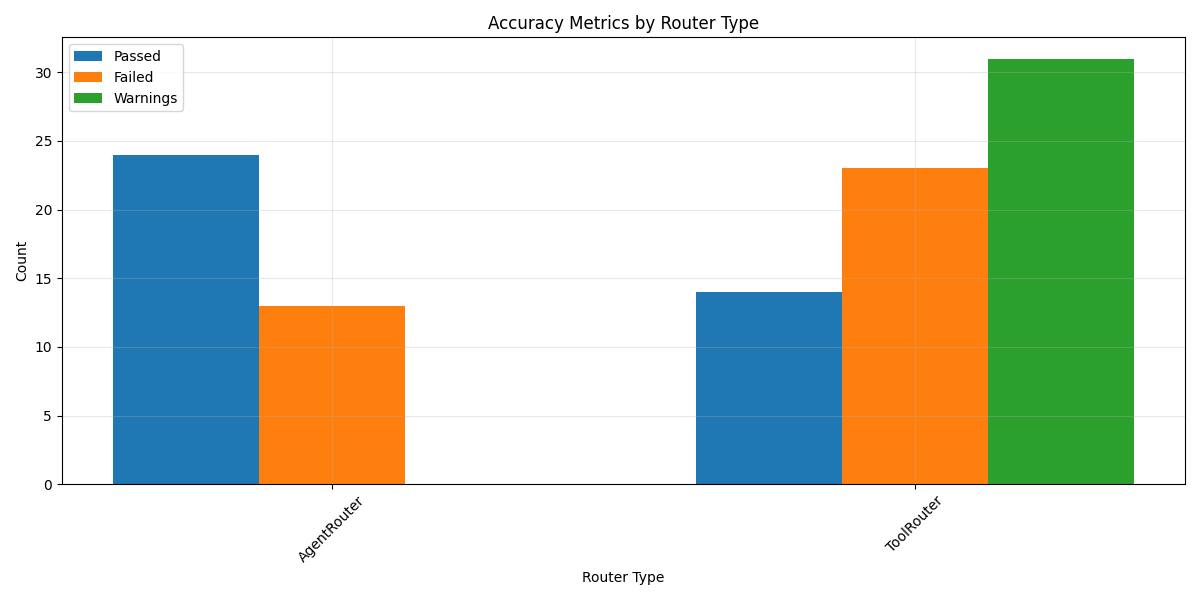 Accuracy Metrics by Router Type
Passed
Failed
Warnings
Count
30
25
20
15
10
5
0
AgentRouter
ToolRouter
Router Type